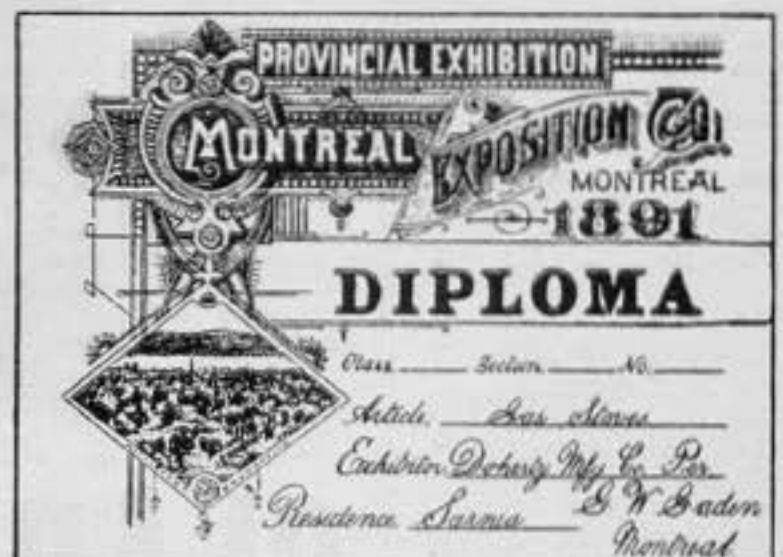 PROVINCIAL EXHIBITION
MONTREAL EXPOSITION CO.
MONTREAL
1891
DIPLOMA
Class Section No.
Article Gas Stoves
Exhibitor Doherty Mfg Co. Per
Residence Sarnia G W Gaden
Montreal